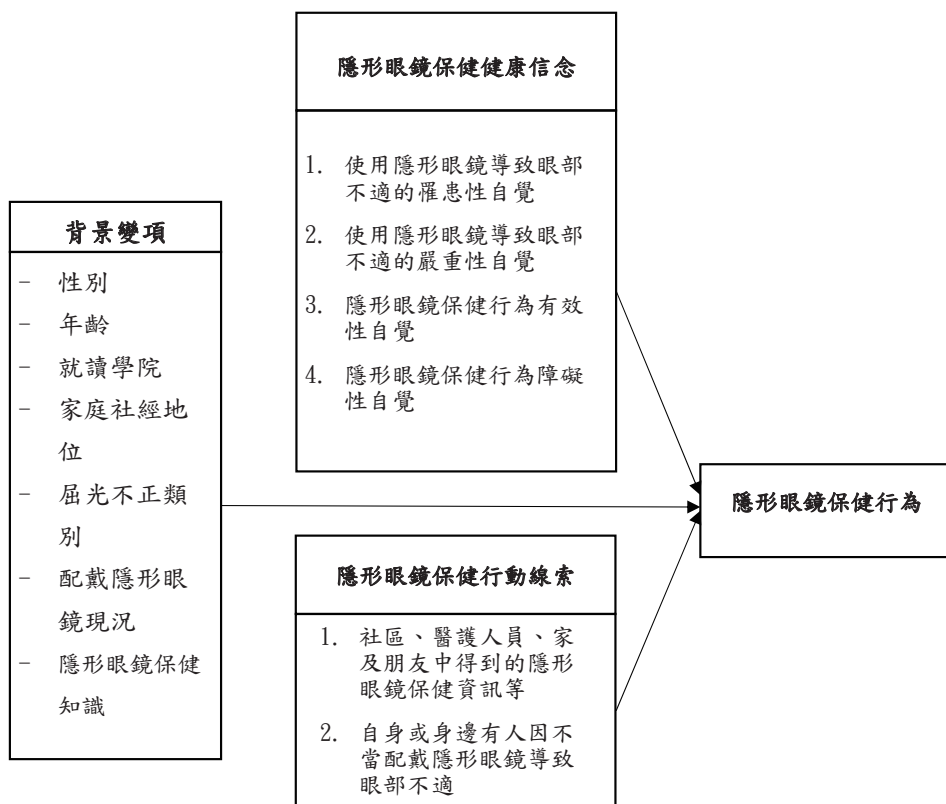 隱形眼鏡保健健康信念
1. 使用隱形眼鏡導致眼部
不適的罹患性自覺
2. 使用隱形眼鏡導致眼部
不適的嚴重性自覺
3. 隱形眼鏡保健行為有效
性自覺
4. 隱形眼鏡保健行為障礙
性自覺
背景變項
- 性別
- 年齡
- 就讀學院
- 家庭社經地
位
- 屈光不正類
別
- 配戴隱形眼
鏡現況
- 隱形眼鏡保健
知識
隱形眼鏡保健行動線索
1. 社區、醫護人員、家
及朋友中得到的隱形
眼鏡保健資訊等
2. 自身或身邊有人因不
當配戴隱形眼鏡導致
眼部不適
隱形眼鏡保健行為